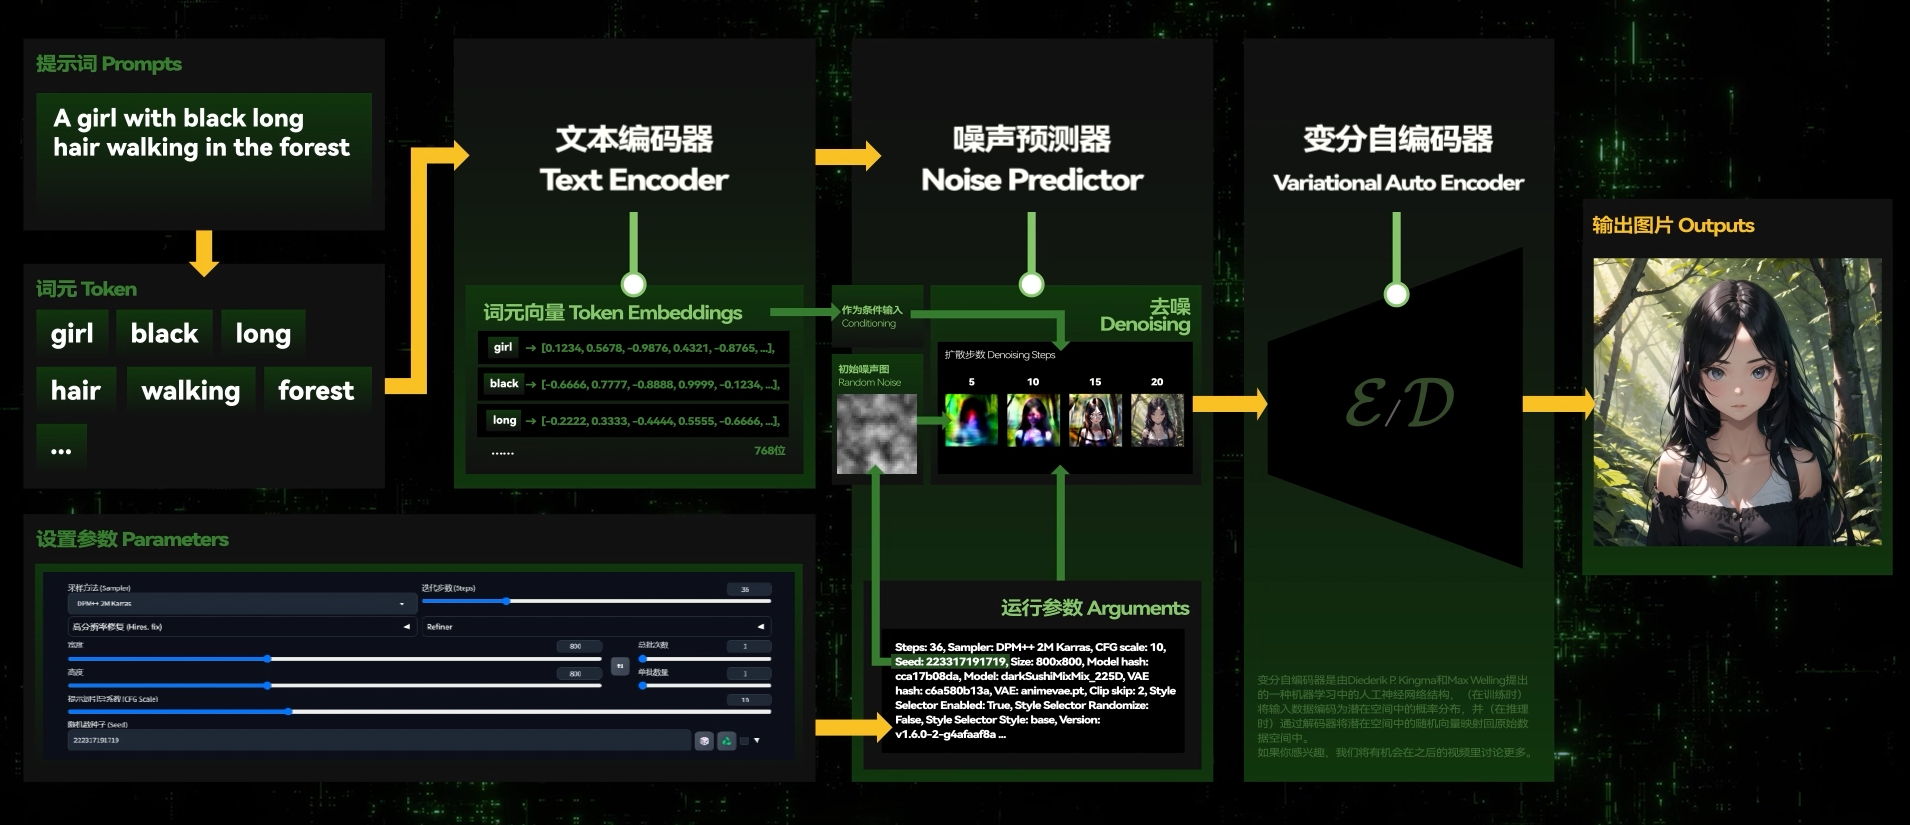 提示词 Prompts
A girl with black long
hair walking in the forest
词元 Token
girl black long
hair walking forest
...
文本编码器
Text Encoder
词元向量 Token Embeddings
girl → [0.1234, 0.5678, -0.9876, 0.4321, -0.8765, ...],
black → [-0.6666, 0.7777, -0.8888, 0.9999, -0.1234, ...],
long → [-0.2222, 0.3333, -0.4444, 0.5555, -0.6666, ...],
......
768位
设置参数 Parameters
采样方法 (Sampler)
DPM++ 2M Karras
迭代步数 (Steps)
36
高分辨率修复 (Hires. fix)
Refiner
宽度
800
总批次数
1
高度
800
单批数量
1
提示词引导系数 (CFG Scale)
随机数种子 (Seed)
223317191719
噪声预测器
Noise Predictor
作为条件输入
Conditioning
初始噪声图
Random Noise
去噪
Denoising
扩散步数 Denoising Steps
5 10 15 20
运行参数 Arguments
Steps: 36, Sampler: DPM++ 2M Karras, CFG scale: 10,
Seed: 223317191719, Size: 800x800, Model hash:
cca17b08da, Model: darkSushiMixMix_225D, VAE
hash: c6a580b13a, VAE: animevae.pt, Clip skip: 2, Style
Selector Enabled: True, Style Selector Randomize:
False, Style Selector Style: base, Version:
v1.6.0-2-g4afaaf8a ...
变分自编码器
Variational Auto Encoder
E/D
变分自编码器是由Diederik P. Kingma和Max Welling提出
的一种机器学习中的人工神经网络结构，（在训练时）
将输入数据编码为潜在空间中的概率分布，并（在推理
时）通过解码器将潜在空间中的随机向量映射回原始数
据空间中。
如果你感兴趣，我们将有机会在之后的视频里讨论更多。
输出图片 Outputs